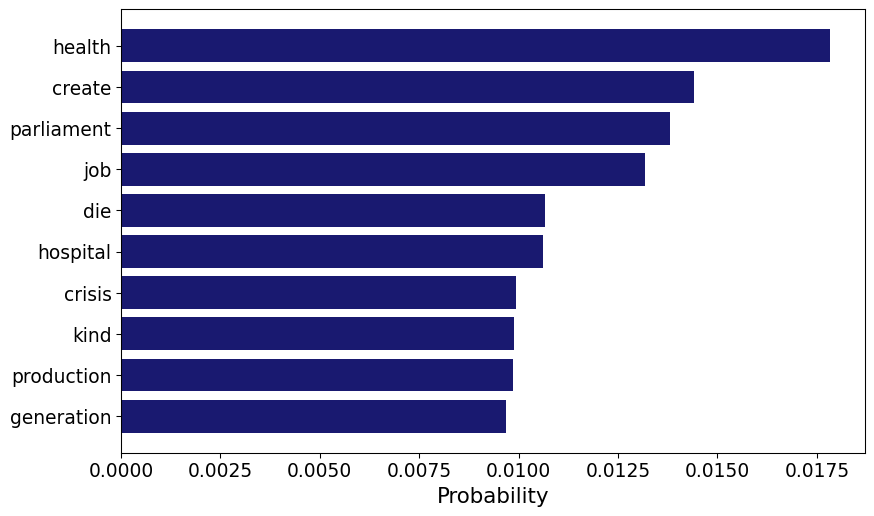 health
create
parliament
job
die
hospital
crisis
kind
production
generation
0.0000 0.0025 0.0050 0.0075 0.0100 0.0125 0.0150 0.0175
Probability